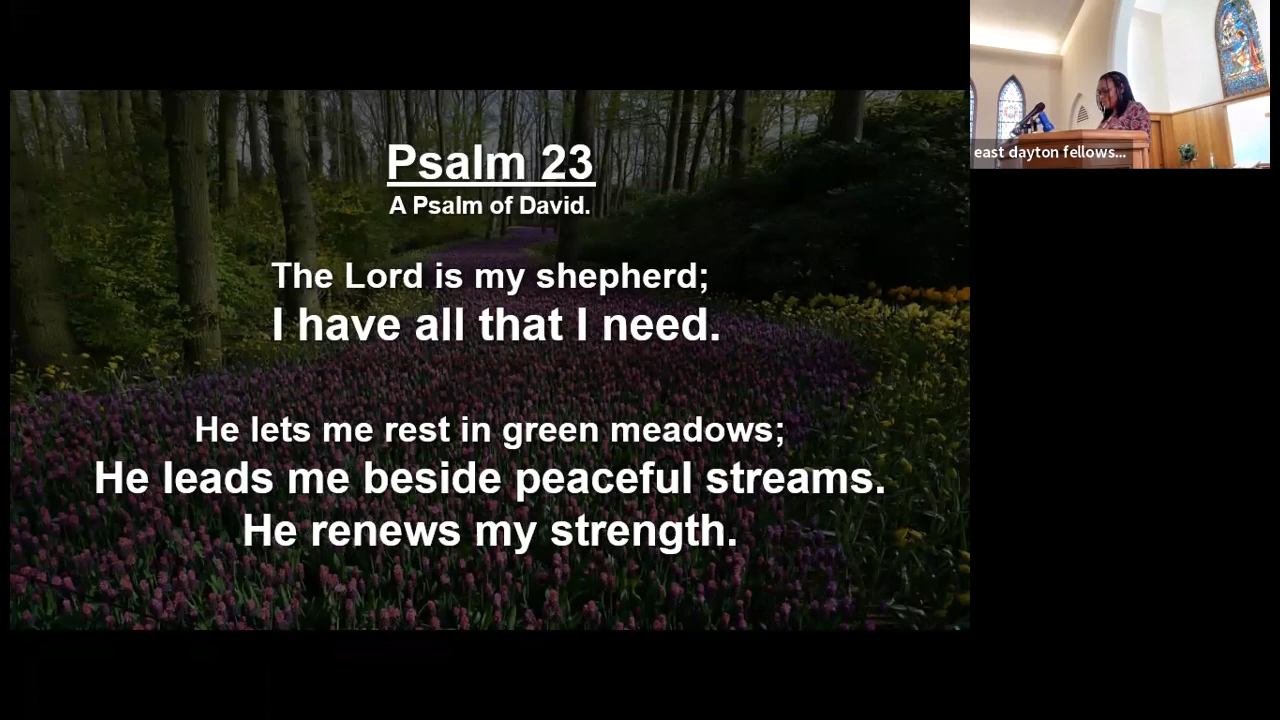 Psalm 23
A Psalm of David.
The Lord is my shepherd;
I have all that I need.
He lets me rest in green meadows;
He leads me beside peaceful streams.
He renews my strength.
east dayton fellows...